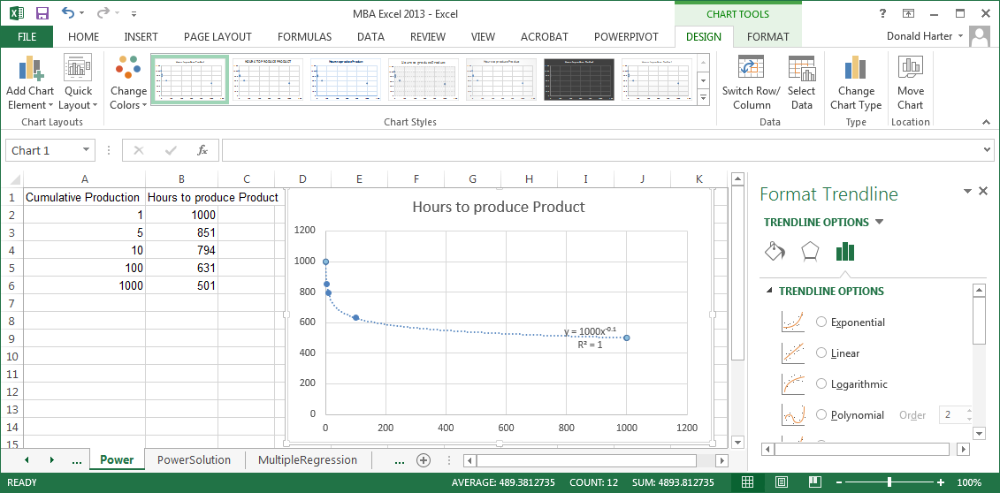 MBA Excel 2013 - Excel
CHART TOOLS
?
FILE HOME INSERT PAGE LAYOUT FORMULAS DATA REVIEW VIEW ACROBAT POWERPIVOT DESIGN FORMAT Donald Harter
Add Chart Element
Quick Layout
Chart Layouts
Change Colors
Chart Styles
Switch Row/ Column
Select Data
Data
Change Chart Type
Type
Move Chart
Location
Chart 1
fx
A B C D E F G H I J K
1 Cumulative Production Hours to produce Product
2 1 1000
3 5 851
4 10 794
5 100 631
6 1000 501
7
8
9
10
11
12
13
14
15
Hours to produce Product
1200
1000
800
600
400
200
0
0 200 400 600 800 1000 1200
y = 1000x-0.1
R² = 1
Format Trendline
TRENDLINE OPTIONS
TRENDLINE OPTIONS
Exponential
Linear
Logarithmic
Polynomial Order 2
... Power PowerSolution MultipleRegression ...
READY
AVERAGE: 489.3812735 COUNT: 12 SUM: 4893.812735
100%